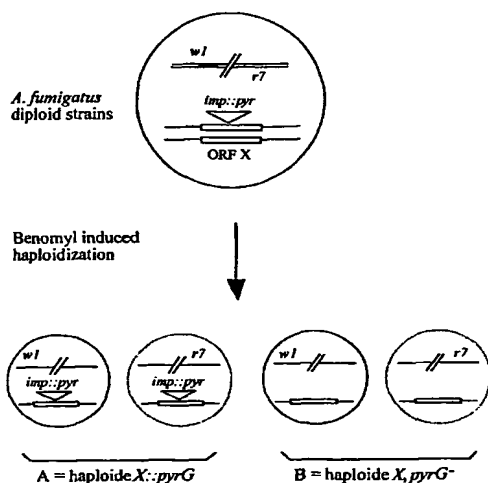 w1
r7
A. fumigatus
diploid strains
imp::pyr
ORF X
Benomyl induced
haploidization
w1
r7
w1
r7
imp::pyr
imp::pyr
A = haploide X::pyrG
B = haploide X, pyrG-